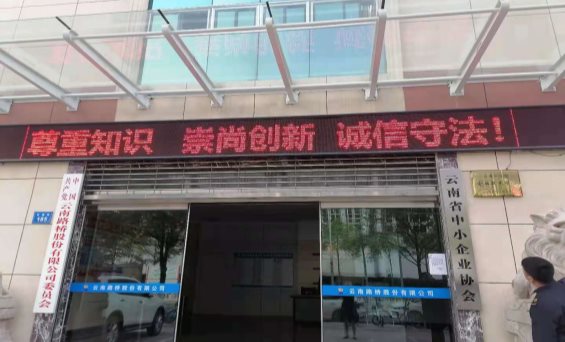 尊重知识 崇尚创新 诚信守法！
中国
共产党
云南路桥股份有限公司委员会
185
云南路桥股份有限公司
云南路桥股份有限公司
云南省中小企业协会